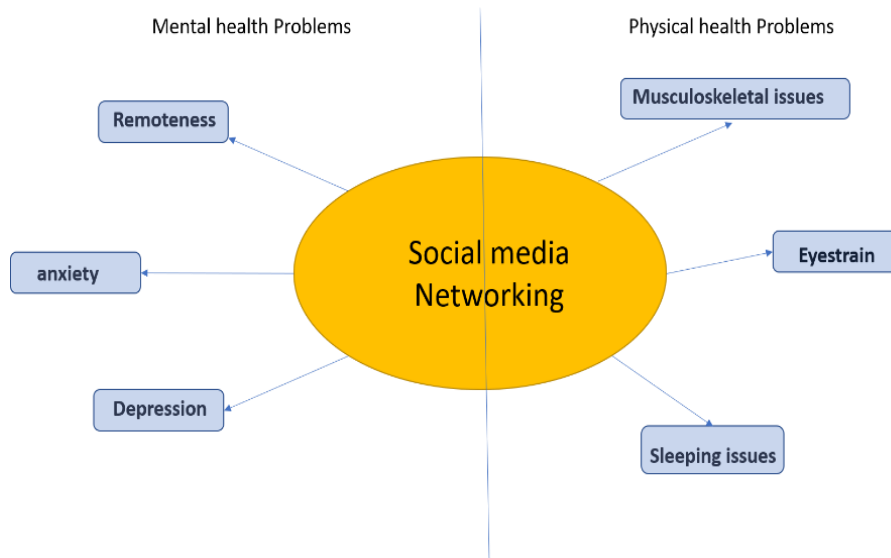 Mental health Problems
Physical health Problems
Remoteness
Musculoskeletal issues
Social media
Networking
anxiety
Eyestrain
Depression
Sleeping issues